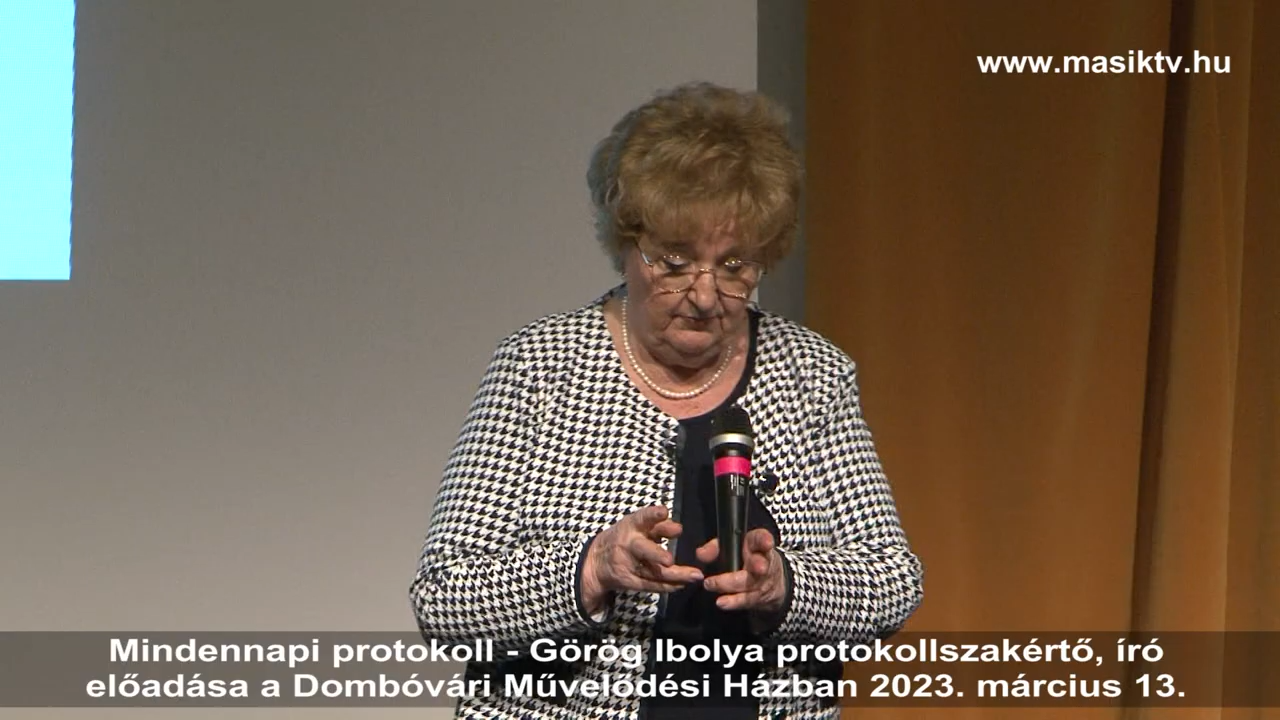 www.masiktv.hu
Mindennapi protokoll - Görög Ibolya protokollszakértő, író
előadása a Dombóvári Művelődési Házban 2023. március 13.